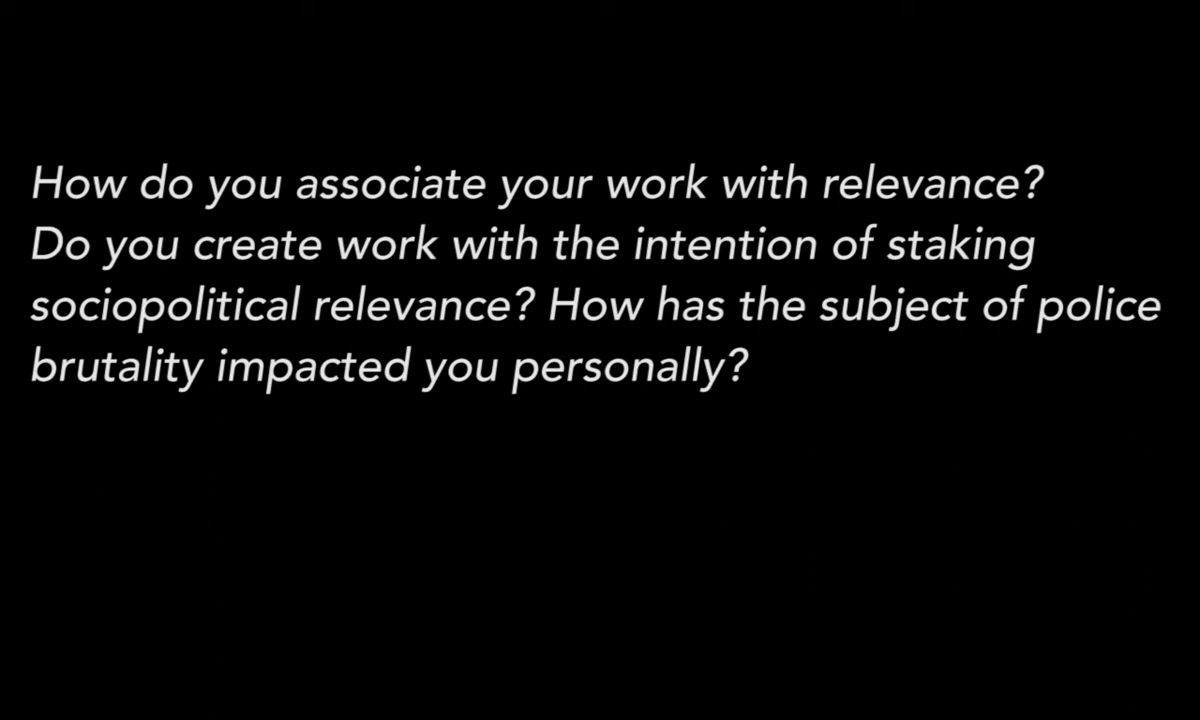 How do you associate your work with relevance?
Do you create work with the intention of staking
sociopolitical relevance? How has the subject of police
brutality impacted you personally?